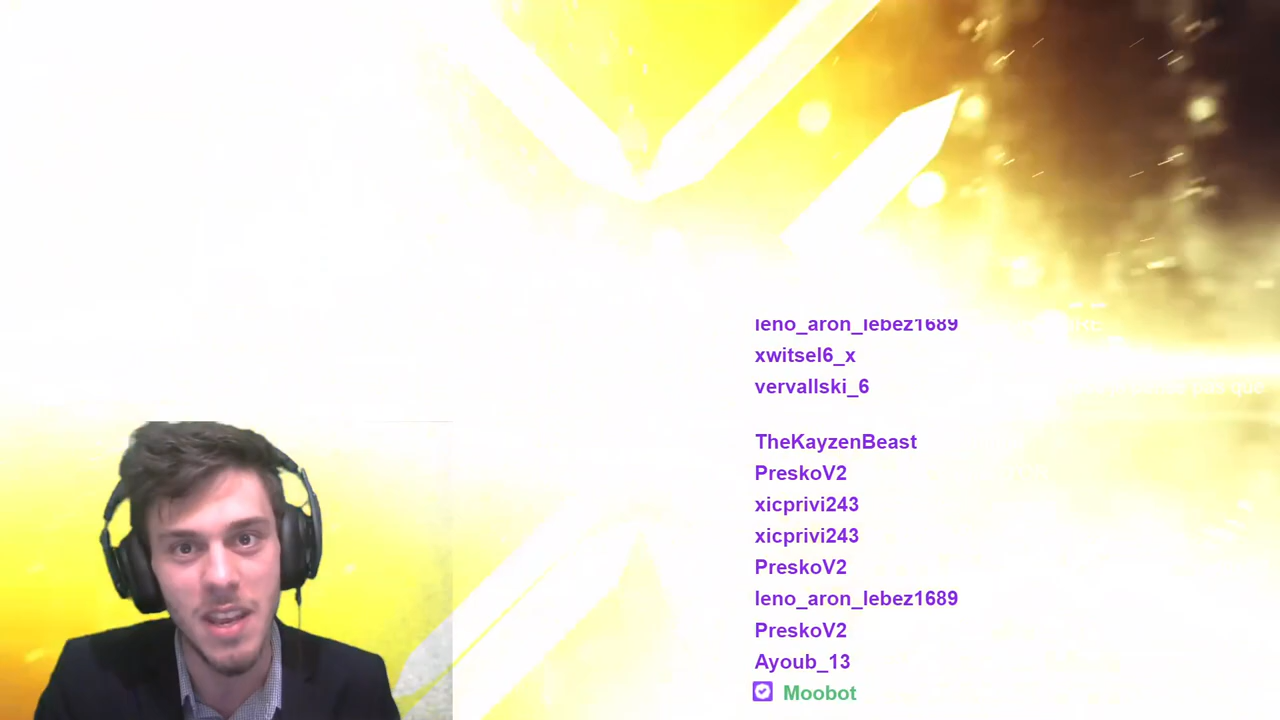 leno_aron_lebez1689
xwitsel6_x
vervallski_6
TheKayzenBeast
PreskoV2
xicprivi243
xicprivi243
PreskoV2
leno_aron_lebez1689
PreskoV2
Ayoub_13
Moobot